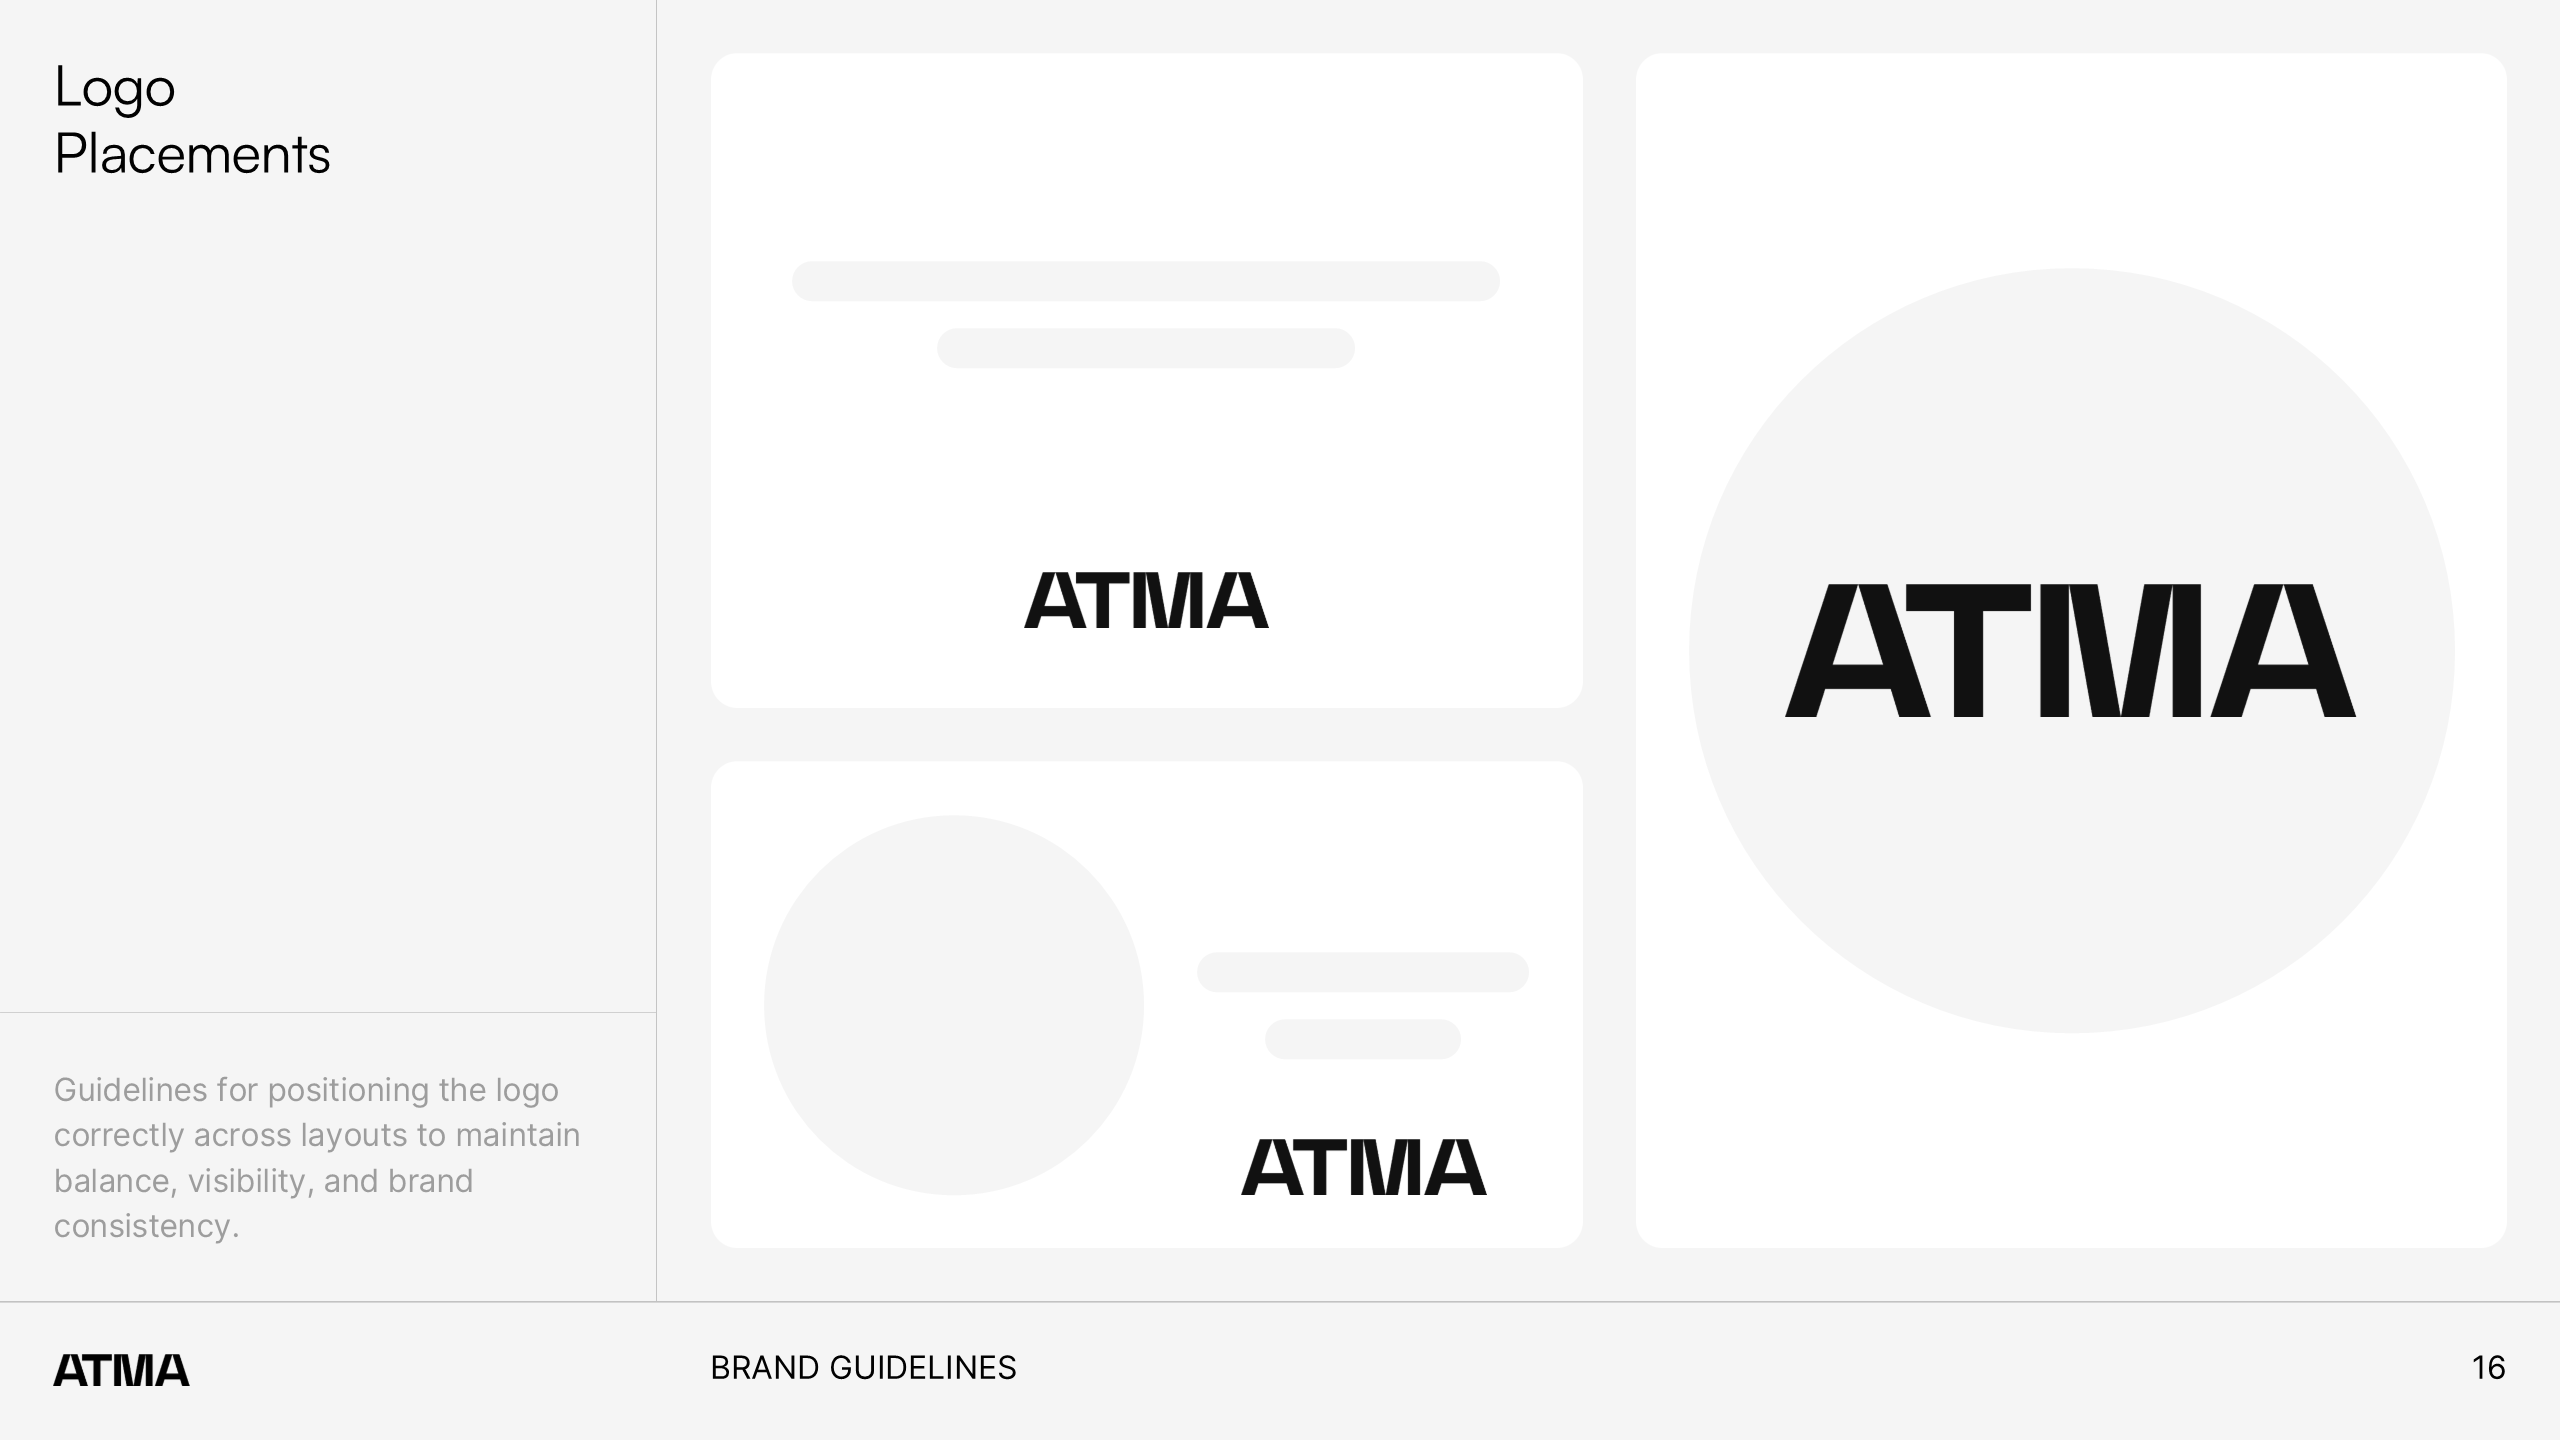 Logo
Placements
Guidelines for positioning the logo
correctly across layouts to maintain
balance, visibility, and brand
consistency.
ATMA
ATMA
ATMA
ATMA
BRAND GUIDELINES
16